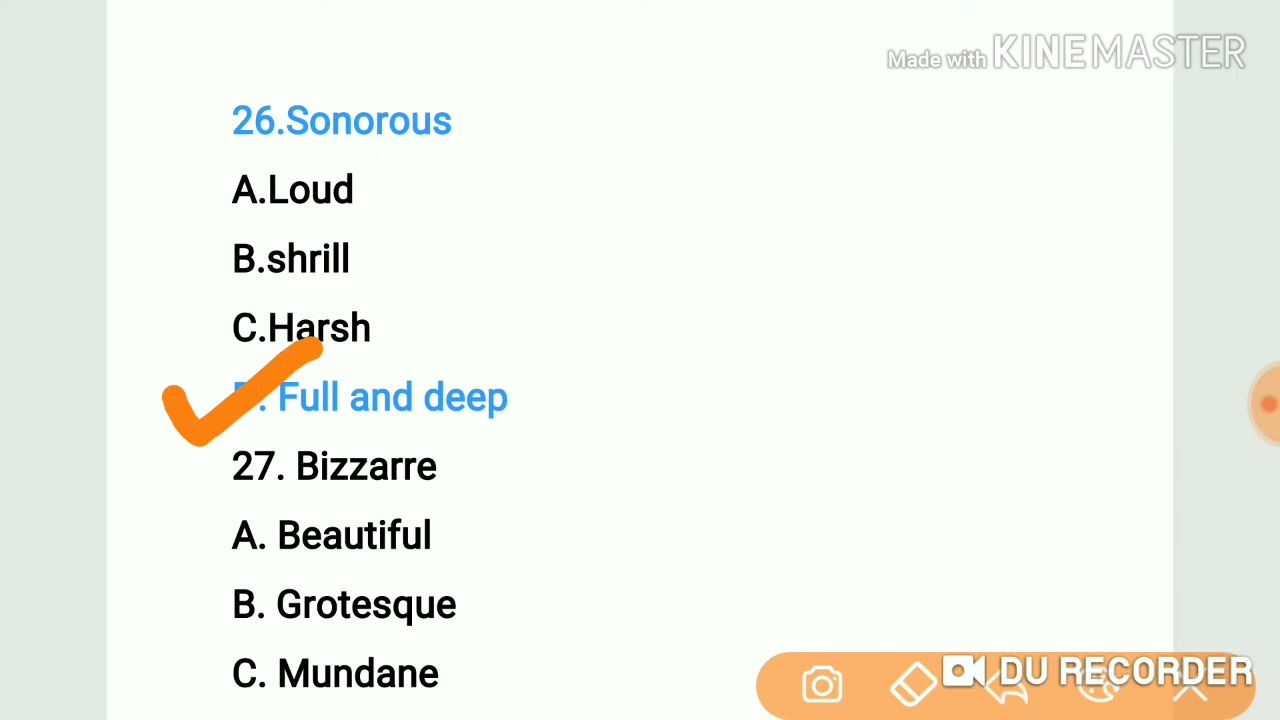 Made with KINEMASTER
26.Sonorous
A.Loud
B.shrill
C.Harsh
. Full and deep
27. Bizzarre
A. Beautiful
B. Grotesque
C. Mundane
DU RECORDER